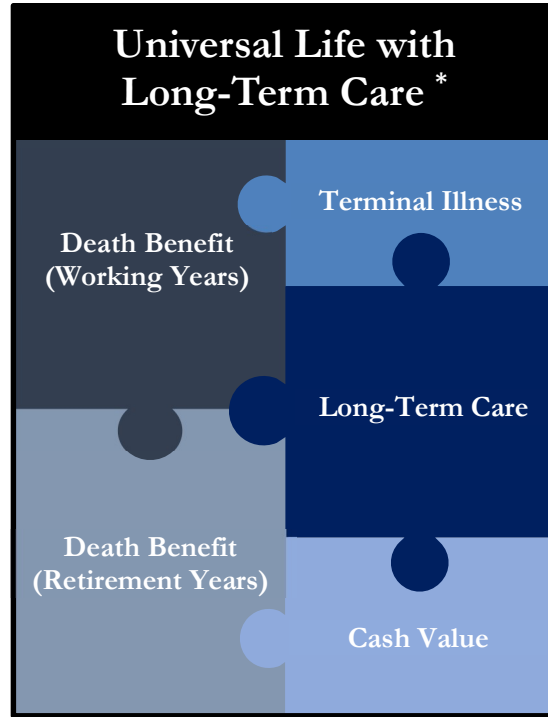 Universal Life with
Long-Term Care *
Terminal Illness
Death Benefit
(Working Years)
Long-Term Care
Death Benefit
(Retirement Years)
Cash Value